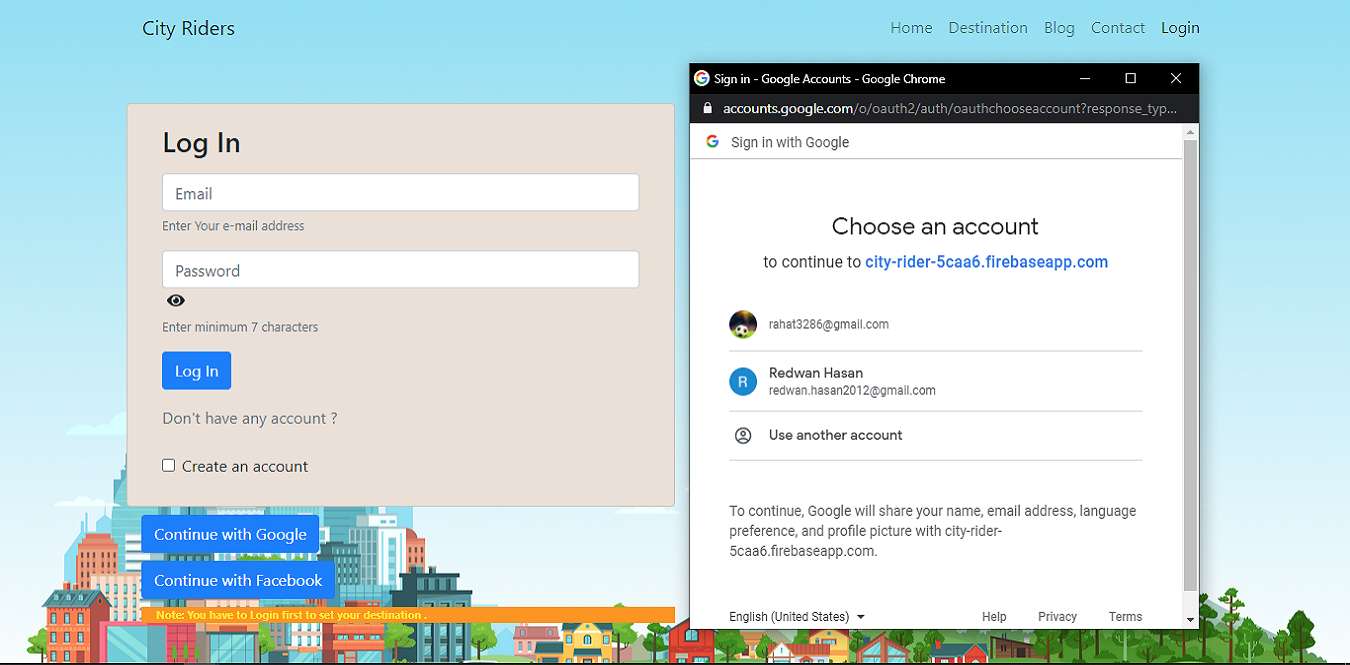 City Riders
Home Destination Blog Contact Login
Log In
Email
Enter Your e-mail address
Password
Enter minimum 7 characters
Log In
Don't have any account ?
Create an account
Continue with Google
Continue with Facebook
Note: You have to Login first to set your destination .
Sign in - Google Accounts - Google Chrome
accounts.google.com/o/oauth2/auth/oauthchooseaccount?response_typ...
Sign in with Google
Choose an account
to continue to city-rider-5caa6.firebaseapp.com
rahat3286@gmail.com
R
Redwan Hasan
redwan.hasan2012@gmail.com
Use another account
To continue, Google will share your name, email address, language
preference, and profile picture with city-rider-
5caa6.firebaseapp.com.
English (United States) Help Privacy Terms